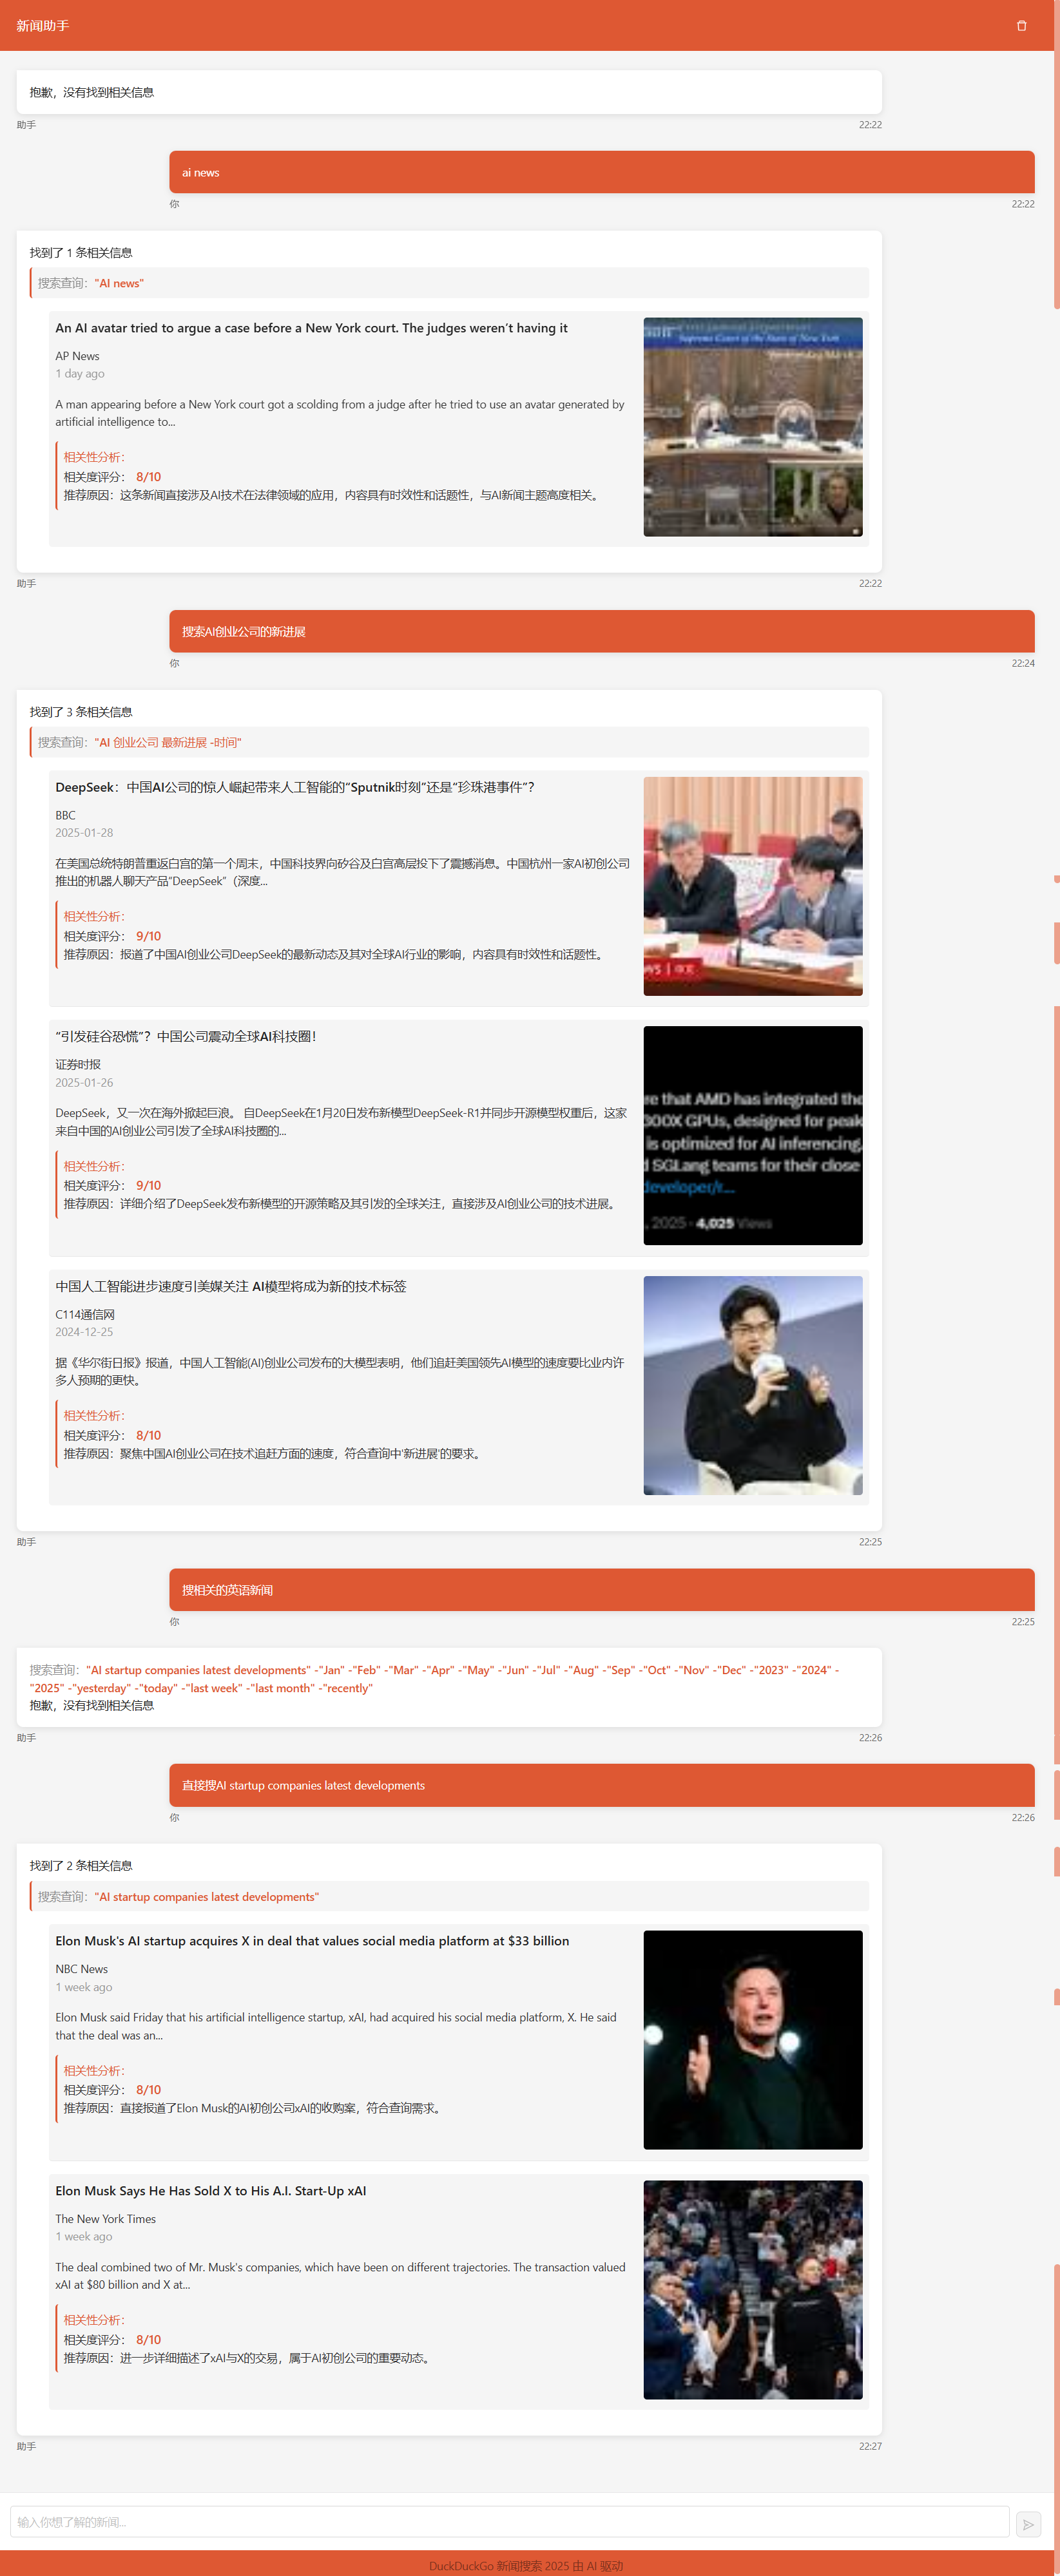 新闻助手
抱歉，没有找到相关信息
助手 22:22
ai news
你 22:22
找到了 1 条相关信息
搜索查询："AI news"
An AI avatar tried to argue a case before a New York court. The judges weren’t having it
AP News
1 day ago
A man appearing before a New York court got a scolding from a judge after he tried to use an avatar generated by
artificial intelligence to...
相关性分析：
相关度评分： 8/10
推荐原因：这条新闻直接涉及AI技术在法律领域的应用，内容具有时效性和话题性，与AI新闻主题高度相关。
助手 22:22
搜索AI创业公司的新进展
你 22:24
找到了 3 条相关信息
搜索查询："AI 创业公司 最新进展 -时间"
DeepSeek：中国AI公司的惊人崛起带来人工智能的“Sputnik时刻”还是“珍珠港事件”？
BBC
2025-01-28
在美国总统特朗普重返白宫的第一个周末，中国科技界向矽谷及白宫高层投下了震撼消息。中国杭州一家AI初创公司
推出的机器人聊天产品“DeepSeek”（深度...
相关性分析：
相关度评分： 9/10
推荐原因：报道了中国AI创业公司DeepSeek的最新动态及其对全球AI行业的影响，内容具有时效性和话题性。
“引发硅谷恐慌”？中国公司震动全球AI科技圈！
证券时报
2025-01-26
DeepSeek，又一次在海外掀起巨浪。 自DeepSeek在1月20日发布新模型DeepSeek-R1并同步开源模型权重后，这家
来自中国的AI创业公司引发了全球AI科技圈的...
相关性分析：
相关度评分： 9/10
推荐原因：详细介绍了DeepSeek发布新模型的开源策略及其引发的全球关注，直接涉及AI创业公司的技术进展。
re that AMD has integrated the
300X GPUs, designed for peak
is optimized for AI inferencing
d SGLang teams for their close
developer/r...
, 2025 · 4,025 Views
中国人工智能进步速度引美媒关注 AI模型将成为新的技术标签
C114通信网
2024-12-25
据《华尔街日报》报道，中国人工智能(AI)创业公司发布的大模型表明，他们追赶美国领先AI模型的速度要比业内许
多人预期的更快。
相关性分析：
相关度评分： 8/10
推荐原因：聚焦中国AI创业公司在技术追赶方面的速度，符合查询中'新进展'的要求。
助手 22:25
搜相关的英语新闻
你 22:25
搜索查询："AI startup companies latest developments" -"Jan" -"Feb" -"Mar" -"Apr" -"May" -"Jun" -"Jul" -"Aug" -"Sep" -"Oct" -"Nov" -"Dec" -"2023" -"2024" -
"2025" -"yesterday" -"today" -"last week" -"last month" -"recently"
抱歉，没有找到相关信息
助手 22:26
直接搜AI startup companies latest developments
你 22:26
找到了 2 条相关信息
搜索查询："AI startup companies latest developments"
Elon Musk's AI startup acquires X in deal that values social media platform at $33 billion
NBC News
1 week ago
Elon Musk said Friday that his artificial intelligence startup, xAI, had acquired his social media platform, X. He said
that the deal was an...
相关性分析：
相关度评分： 8/10
推荐原因：直接报道了Elon Musk的AI初创公司xAI的收购案，符合查询需求。
Elon Musk Says He Has Sold X to His A.I. Start-Up xAI
The New York Times
1 week ago
The deal combined two of Mr. Musk's companies, which have been on different trajectories. The transaction valued
xAI at $80 billion and X at...
相关性分析：
相关度评分： 8/10
推荐原因：进一步详细描述了xAI与X的交易，属于AI初创公司的重要动态。
助手 22:27
输入你想了解的新闻...
DuckDuckGo 新闻搜索 2025 由 AI 驱动